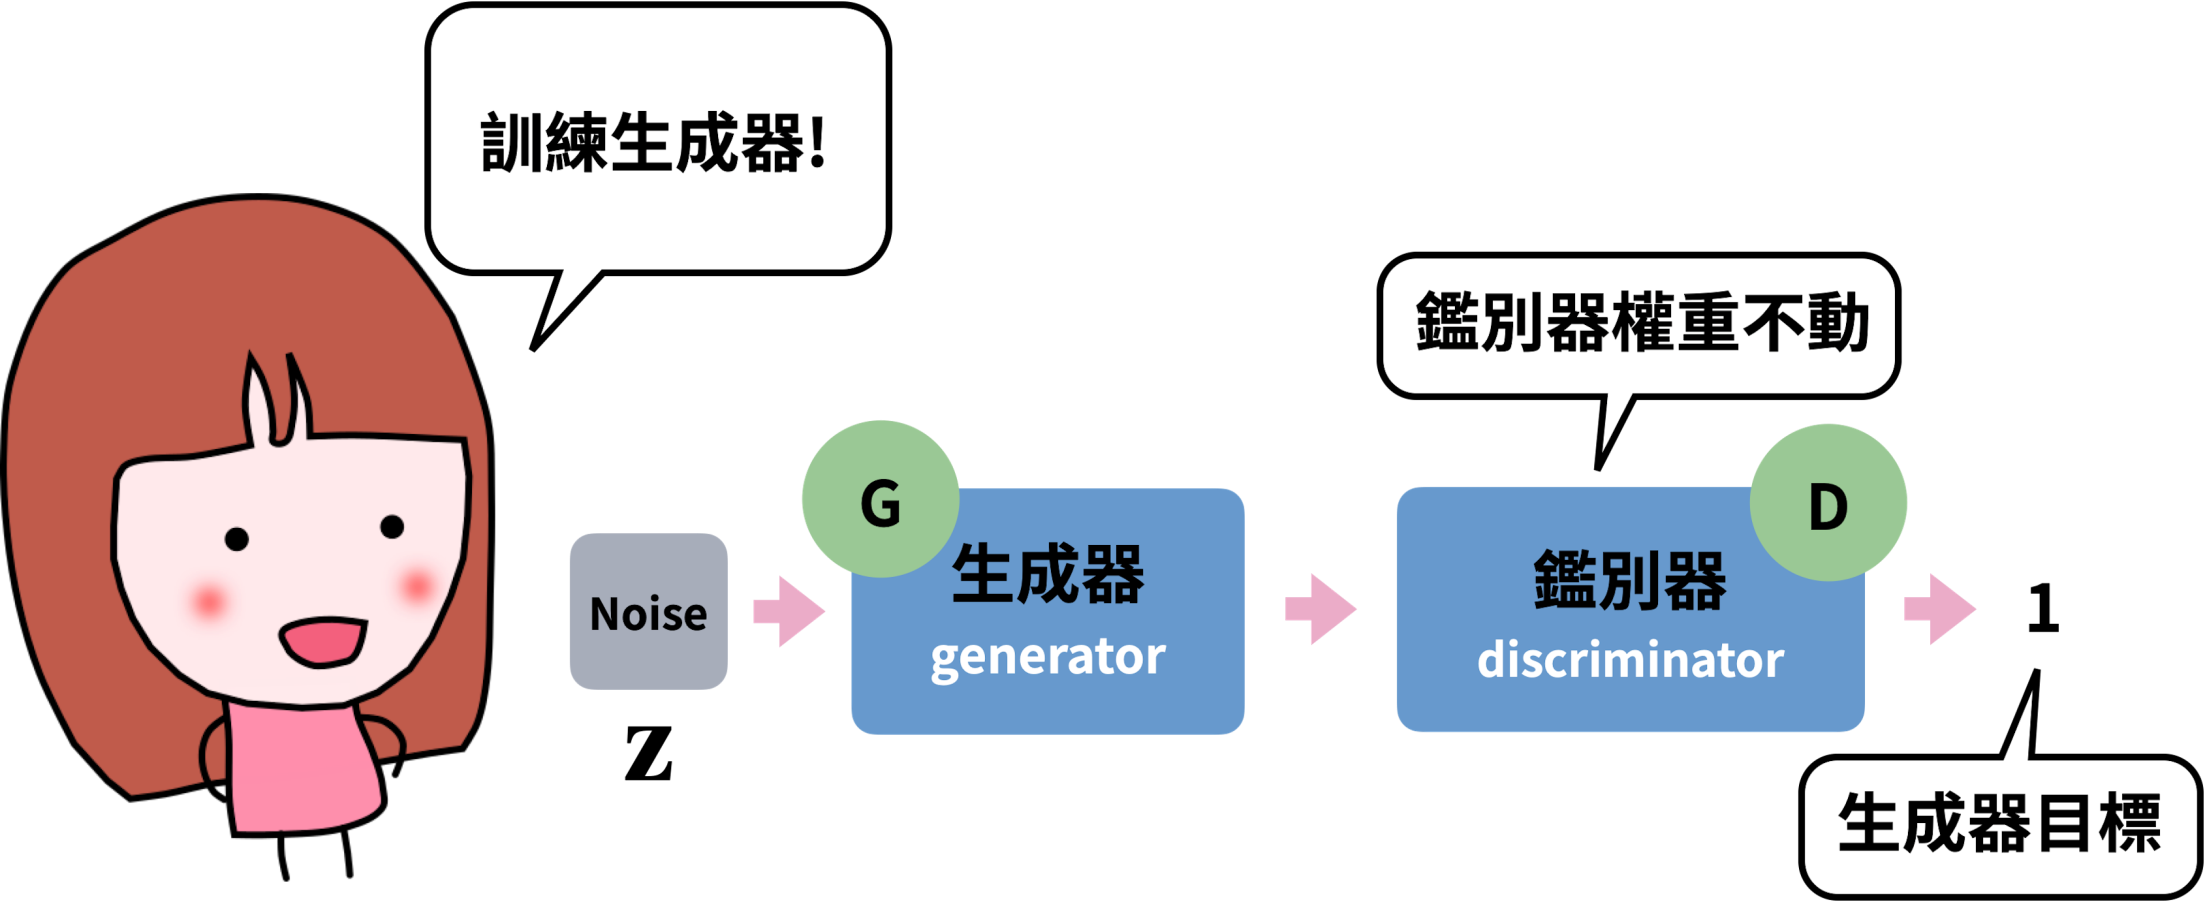 訓練生成器!
鑑別器權重不動
G
D
生成器
generator
鑑別器
discriminator
Noise
z
1
生成器目標